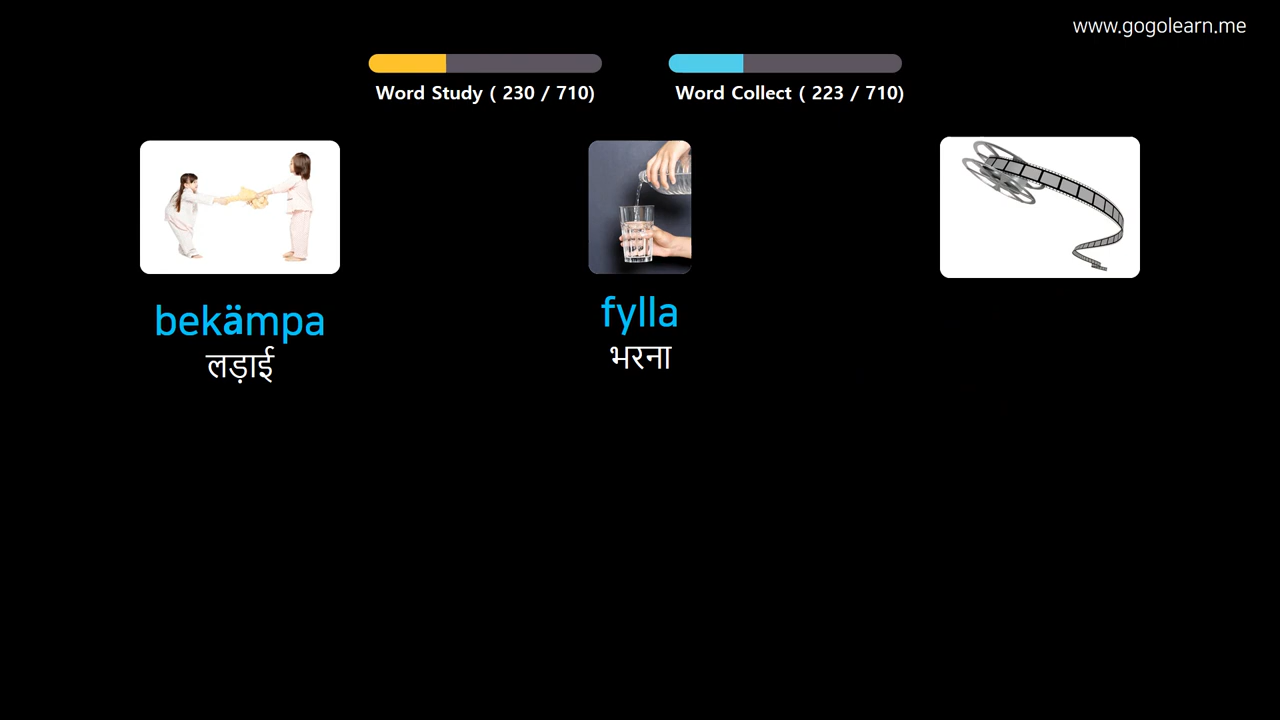 www.gogolearn.me
Word Study ( 230 / 710)
Word Collect ( 223 / 710)
bekämpa
लड़ाई
fylla
भरना